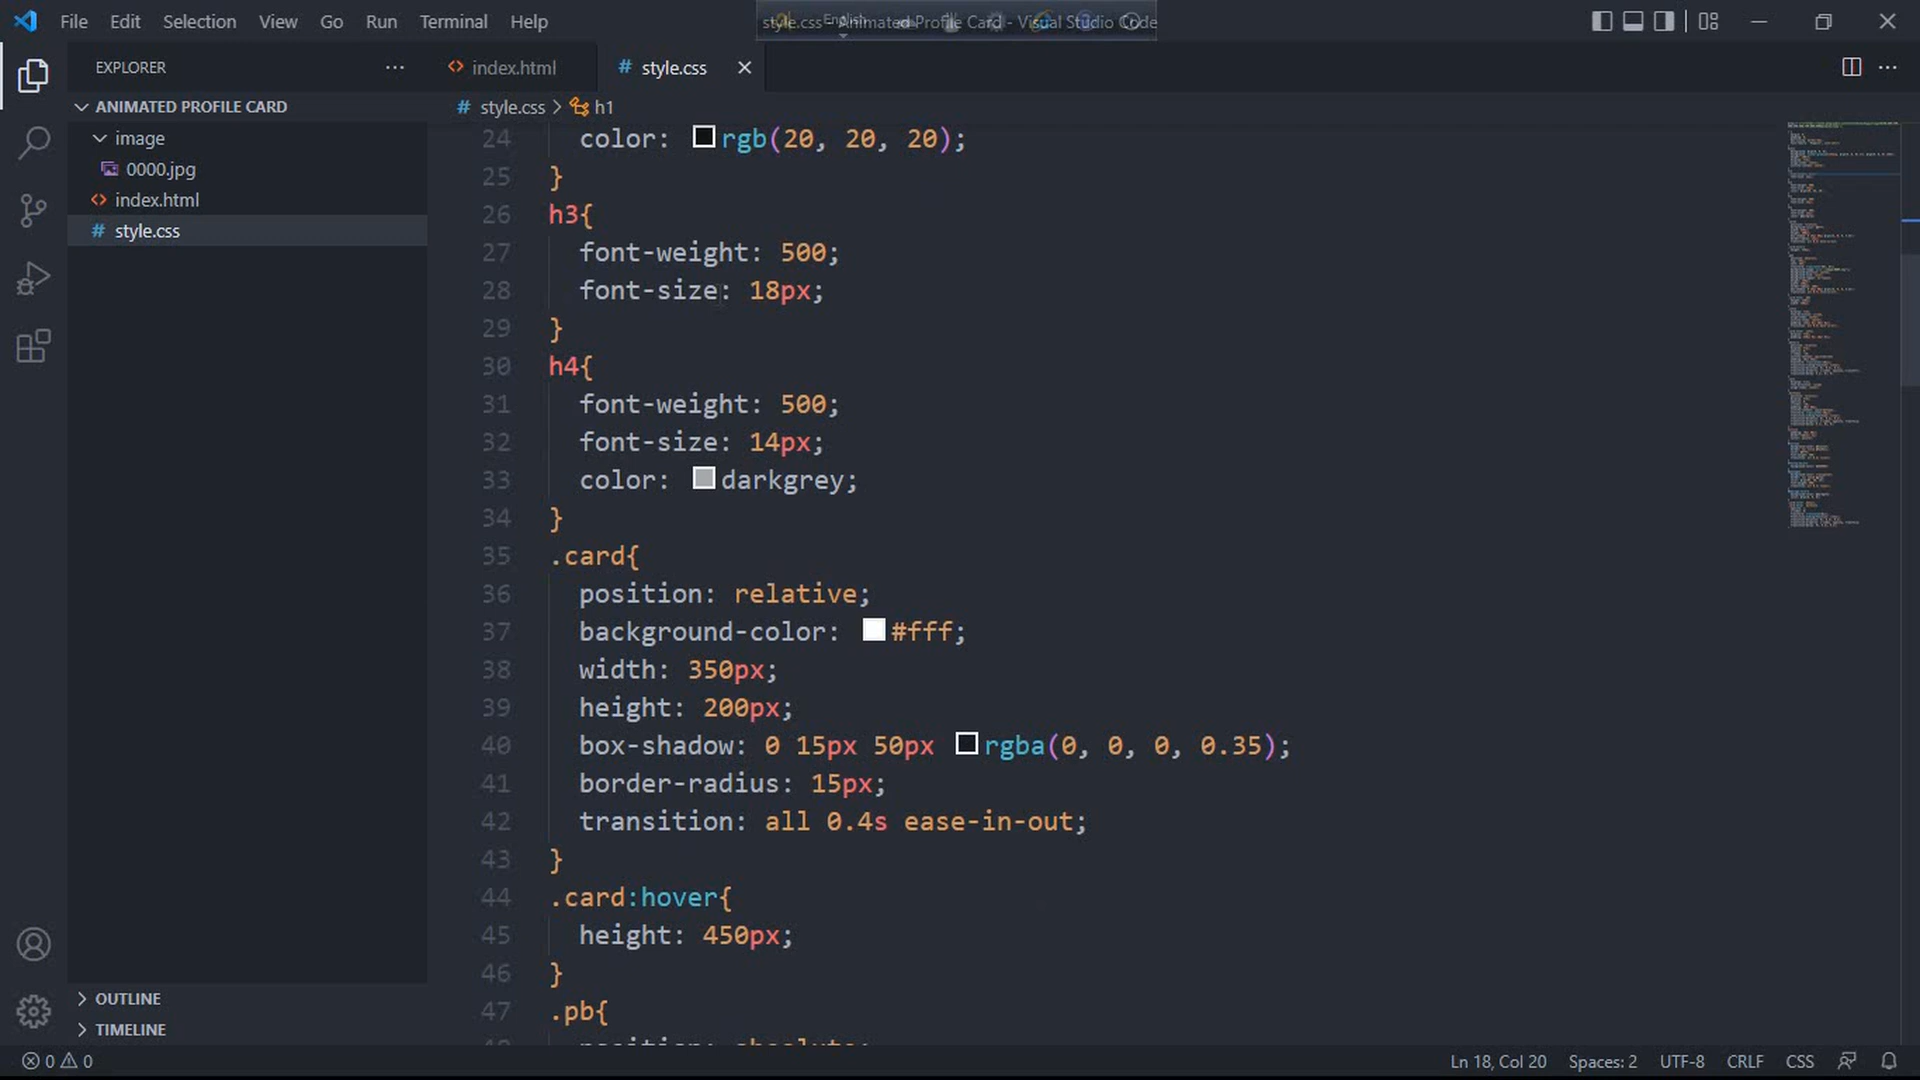 File Edit Selection View Go Run Terminal Help
style.css - Animated Profile Card - Visual Studio Code
EXPLORER
index.html
# style.css
ANIMATED PROFILE CARD
# style.css > h1
image
0000.jpg
index.html
# style.css
24 color: rgb(20, 20, 20);
25 }
26 h3{
27 font-weight: 500;
28 font-size: 18px;
29 }
30 h4{
31 font-weight: 500;
32 font-size: 14px;
33 color: darkgrey;
34 }
35 .card{
36 position: relative;
37 background-color: #fff;
38 width: 350px;
39 height: 200px;
40 box-shadow: 0 15px 50px rgba(0, 0, 0, 0.35);
41 border-radius: 15px;
42 transition: all 0.4s ease-in-out;
43 }
44 .card:hover{
45 height: 450px;
46 }
47 .pb{
OUTLINE
TIMELINE
0 0
Ln 18, Col 20 Spaces: 2 UTF-8 CRLF CSS